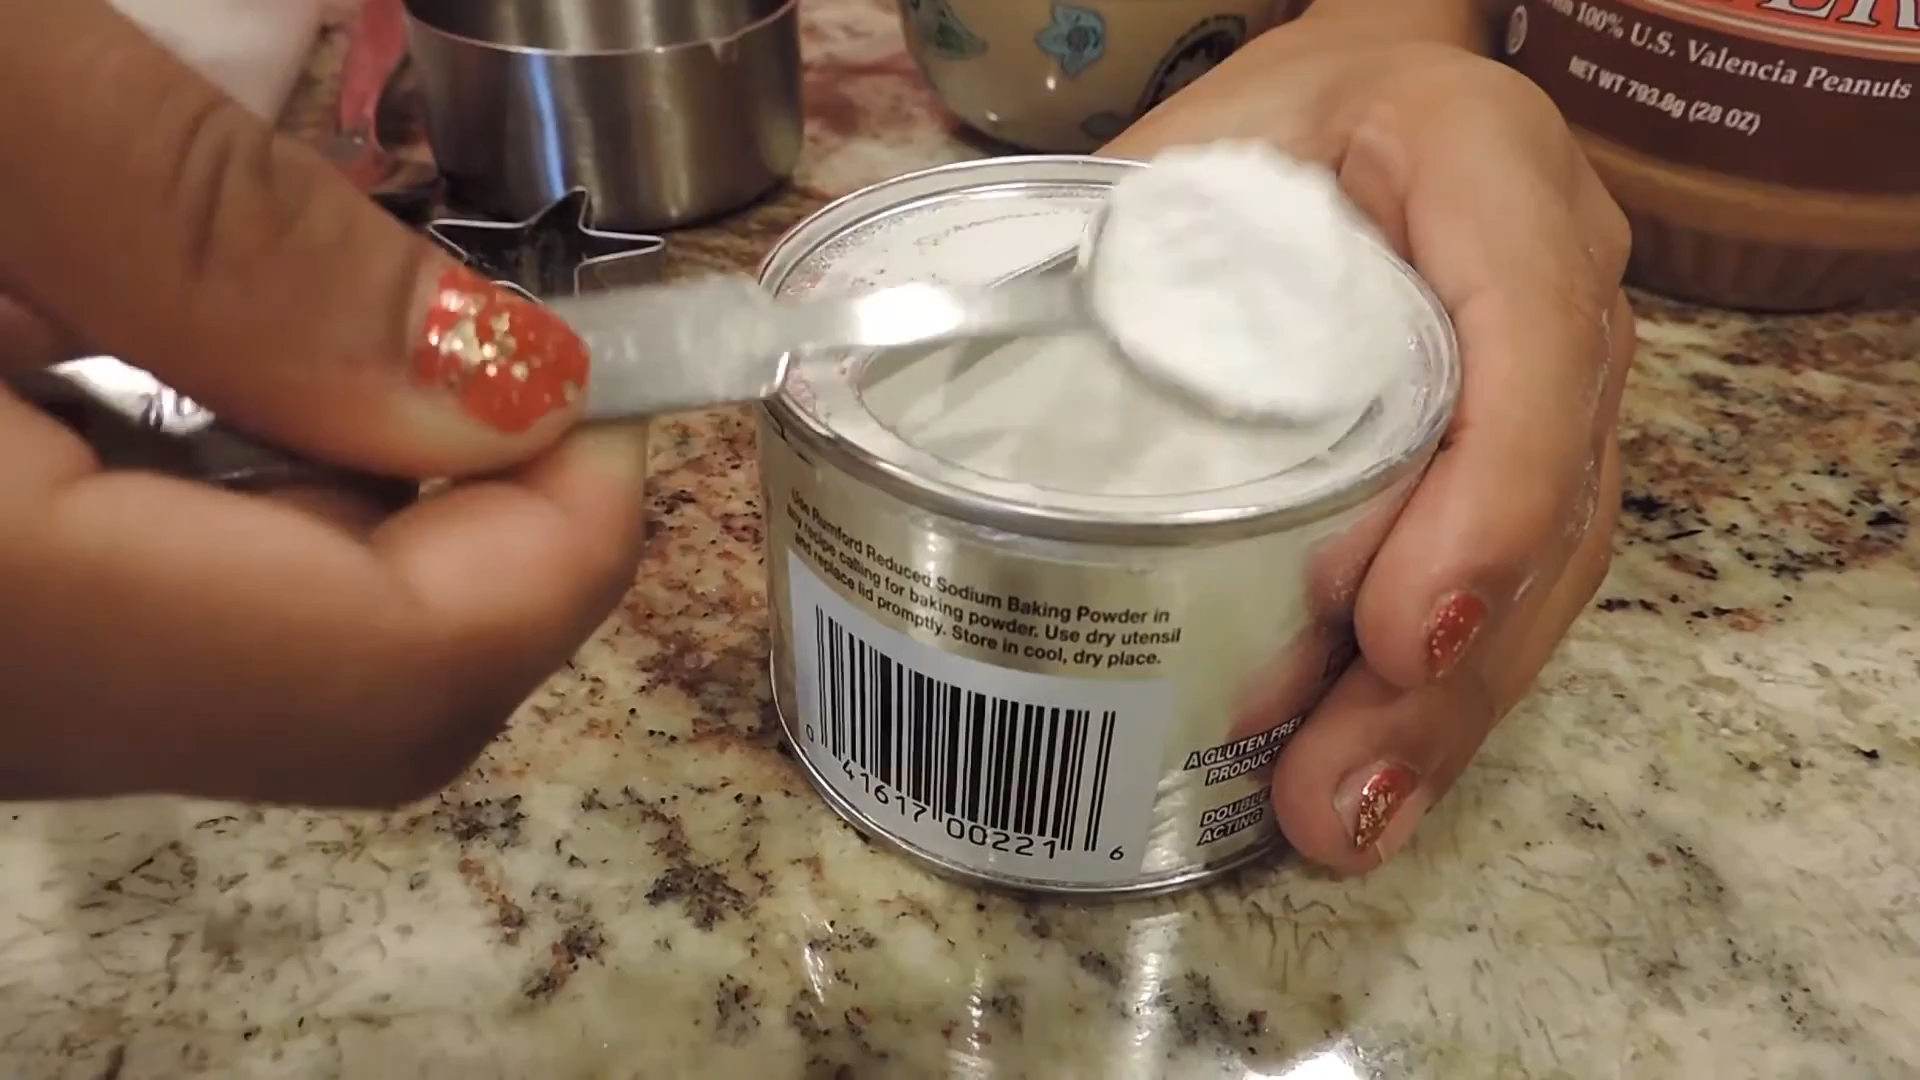 with 100% U.S. Valencia Peanuts
NET WT 793.8g (28 OZ)
Use Rumford Reduced Sodium Baking Powder in
any recipe calling for baking powder. Use dry utensil
and replace lid promptly. Store in cool, dry place.
0 41617 00221 6
A GLUTEN FREE
PRODUCT
DOUBLE
ACTING